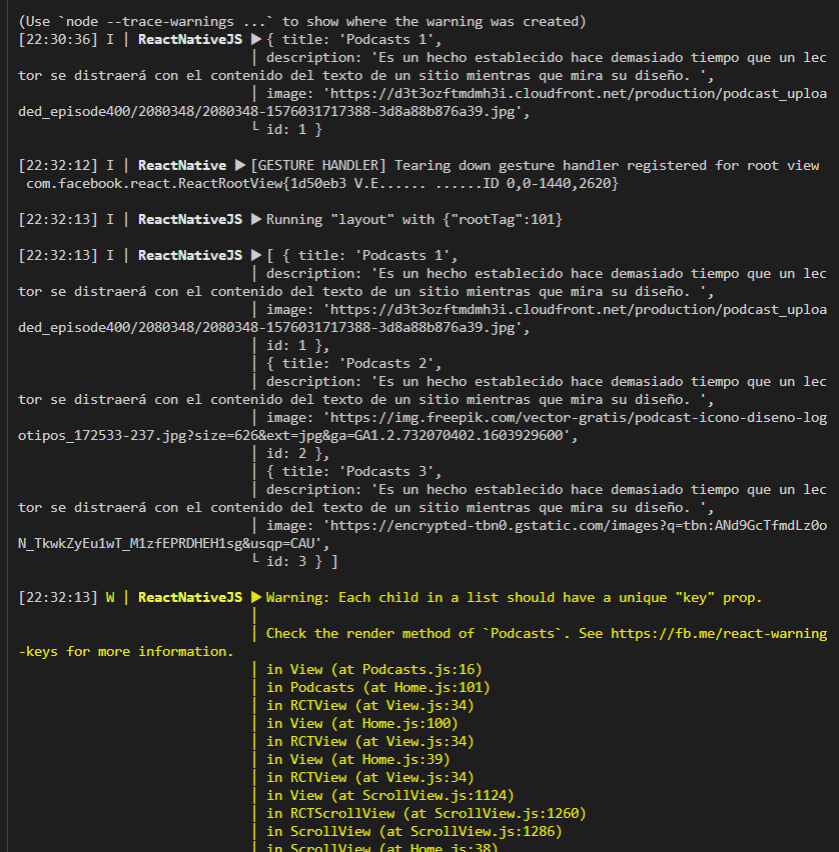 (Use `node --trace-warnings ...` to show where the warning was created)
[22:30:36] I | ReactNativeJS ▶ { title: 'Podcasts 1',
│ description: 'Es un hecho establecido hace demasiado tiempo que un lec
tor se distraerá con el contenido del texto de un sitio mientras que mira su diseño. ',
│ image: 'https://d3t3ozftmdmh3i.cloudfront.net/production/podcast_uploa
ded_episode400/2080348/2080348-1576031717388-3d8a88b876a39.jpg',
└ id: 1 }
[22:32:12] I | ReactNative ▶ [GESTURE HANDLER] Tearing down gesture handler registered for root view
com.facebook.react.ReactRootView{1d50eb3 V.E...... ......ID 0,0-1440,2620}
[22:32:13] I | ReactNativeJS ▶ Running "layout" with {"rootTag":101}
[22:32:13] I | ReactNativeJS ▶ [ { title: 'Podcasts 1',
│ description: 'Es un hecho establecido hace demasiado tiempo que un lec
tor se distraerá con el contenido del texto de un sitio mientras que mira su diseño. ',
│ image: 'https://d3t3ozftmdmh3i.cloudfront.net/production/podcast_uploa
ded_episode400/2080348/2080348-1576031717388-3d8a88b876a39.jpg',
│ id: 1 },
│ { title: 'Podcasts 2',
│ description: 'Es un hecho establecido hace demasiado tiempo que un lec
tor se distraerá con el contenido del texto de un sitio mientras que mira su diseño. ',
│ image: 'https://img.freepik.com/vector-gratis/podcast-icono-diseno-log
otipos_172533-237.jpg?size=626&ext=jpg&ga=GA1.2.732070402.1603929600',
│ id: 2 },
│ { title: 'Podcasts 3',
│ description: 'Es un hecho establecido hace demasiado tiempo que un lec
tor se distraerá con el contenido del texto de un sitio mientras que mira su diseño. ',
│ image: 'https://encrypted-tbn0.gstatic.com/images?q=tbn:ANd9GcTfmdLz0o
N_TkwkZyEu1wT_M1zfEPRDHEH1sg&usqp=CAU',
└ id: 3 } ]
[22:32:13] W | ReactNativeJS ▶ Warning: Each child in a list should have a unique "key" prop.
│
│ Check the render method of `Podcasts`. See https://fb.me/react-warning
-keys for more information.
│ in View (at Podcasts.js:16)
│ in Podcasts (at Home.js:101)
│ in RCTView (at View.js:34)
│ in View (at Home.js:100)
│ in RCTView (at View.js:34)
│ in View (at Home.js:39)
│ in RCTView (at View.js:34)
│ in View (at ScrollView.js:1124)
│ in RCTScrollView (at ScrollView.js:1260)
│ in ScrollView (at ScrollView.js:1286)
│ in ScrollView (at Home.js:38)